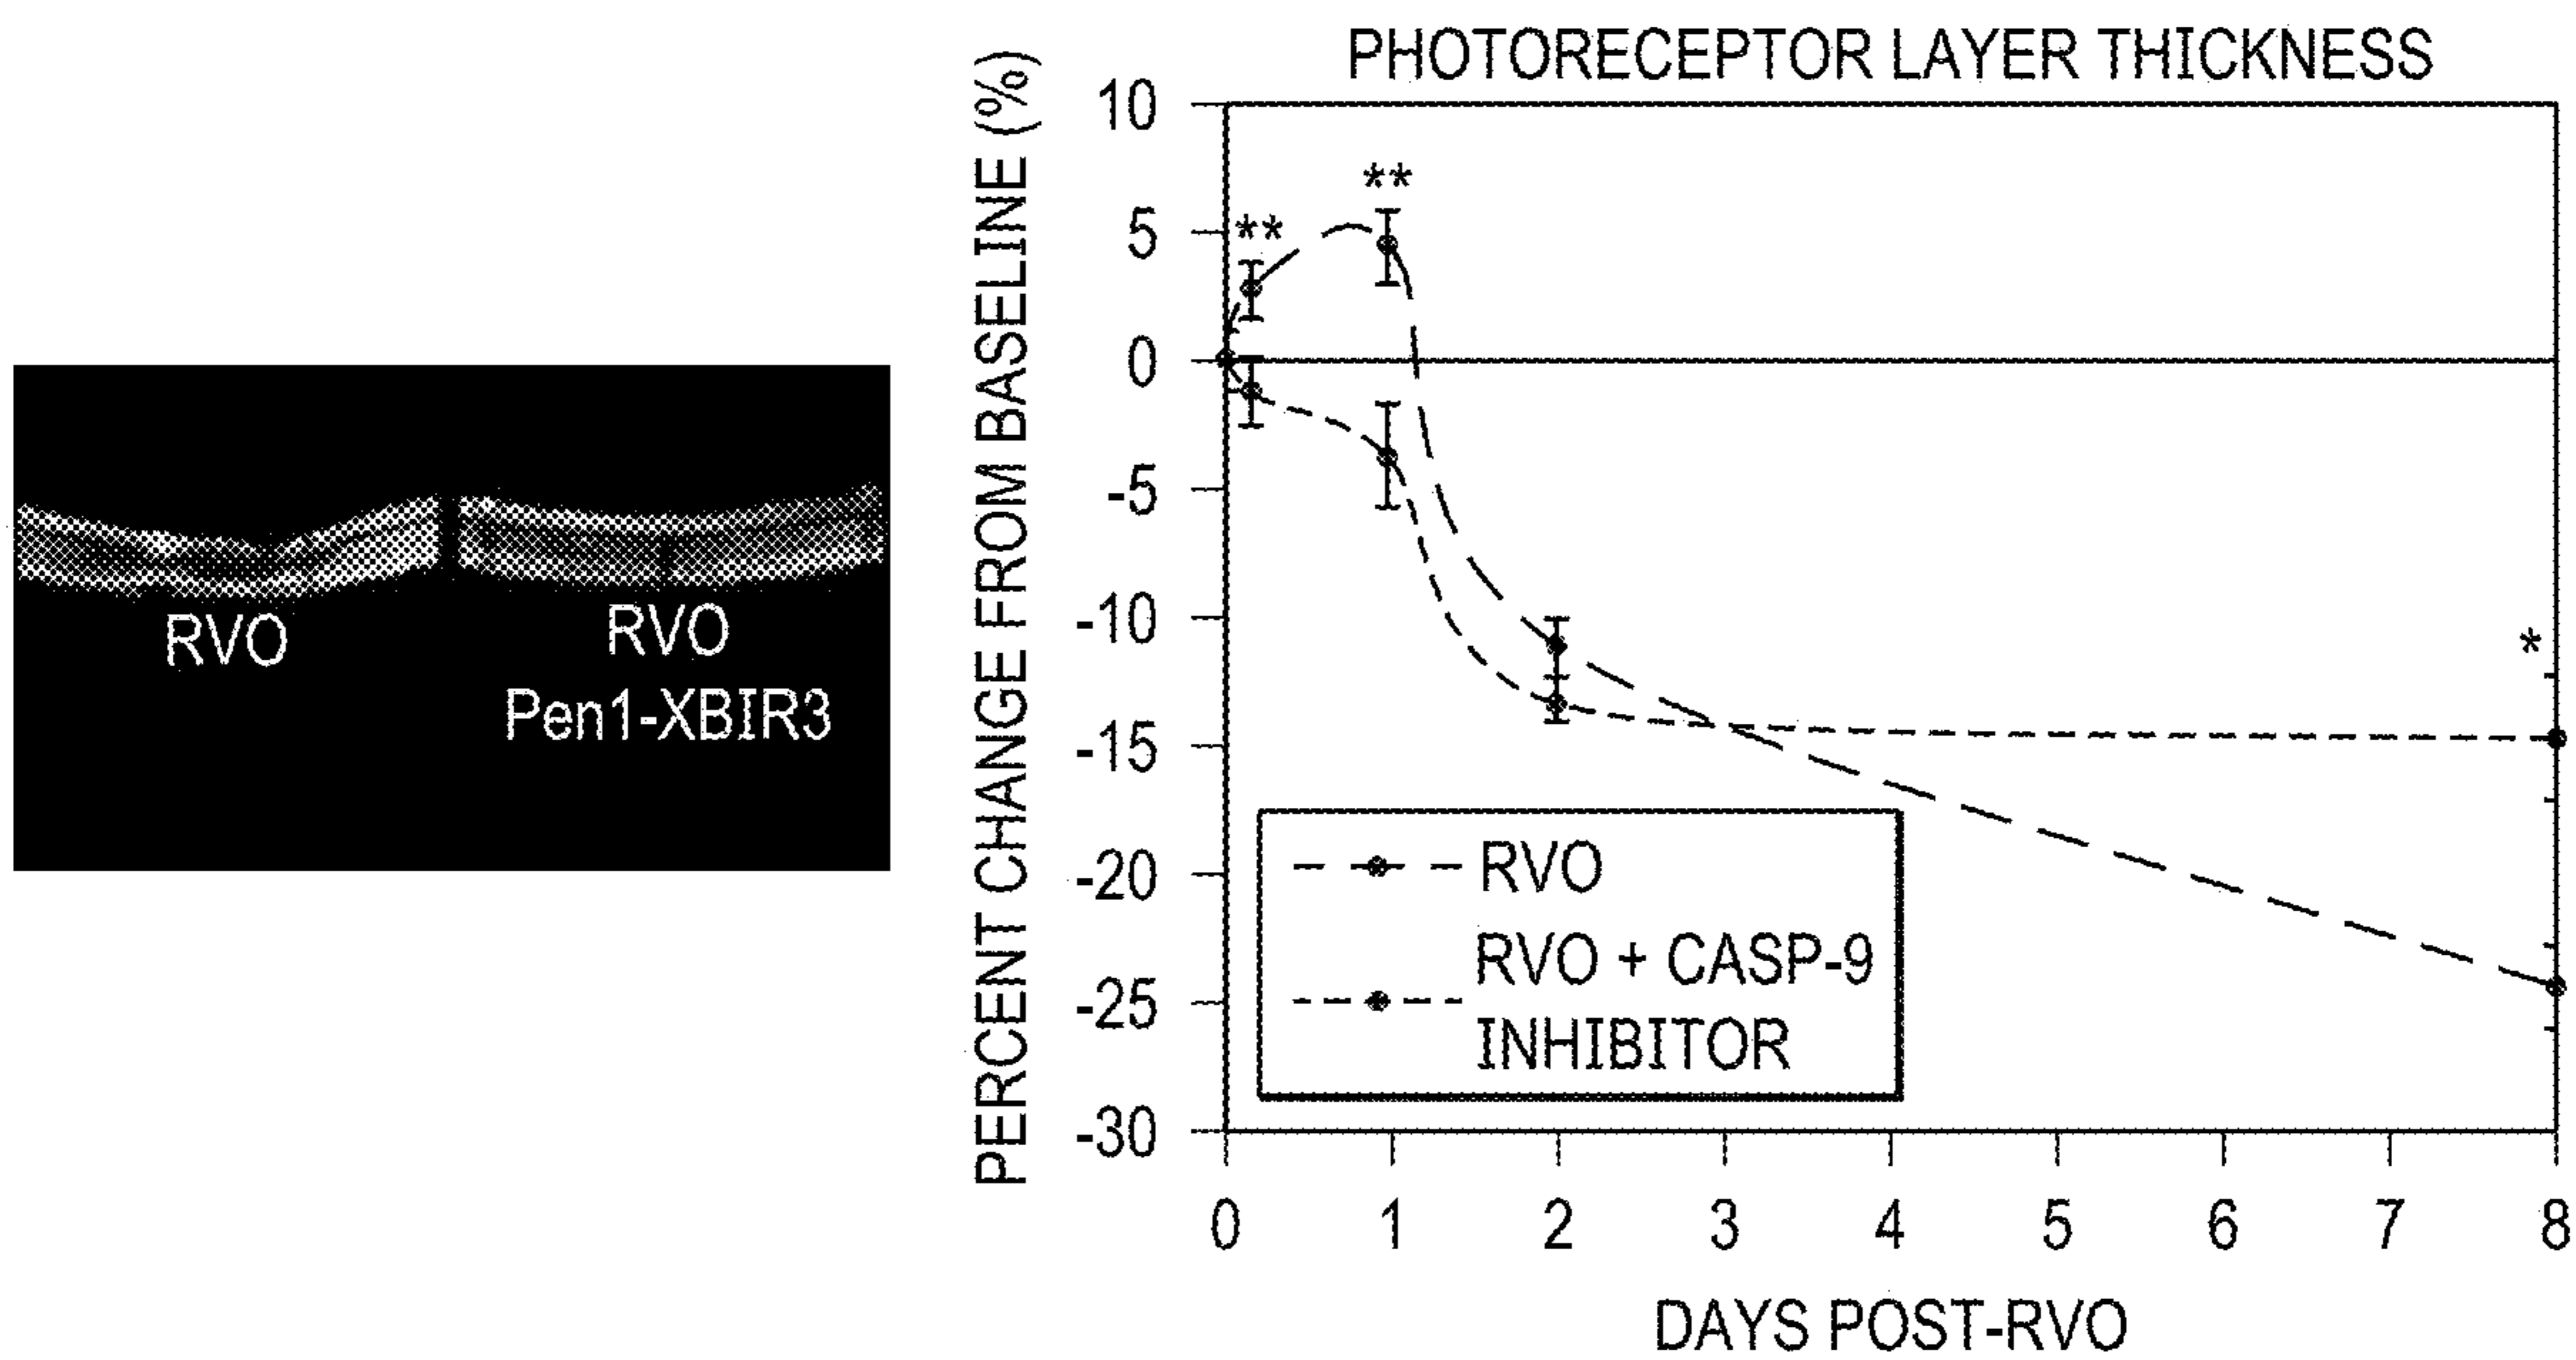 RVO
RVO
Pen1-XBIR3
PHOTORECEPTOR LAYER THICKNESS
PERCENT CHANGE FROM BASELINE (%)
10
5
0
-5
-10
-15
-20
-25
-30
**
**
*
RVO
RVO + CASP-9
INHIBITOR
0 1 2 3 4 5 6 7 8
DAYS POST-RVO